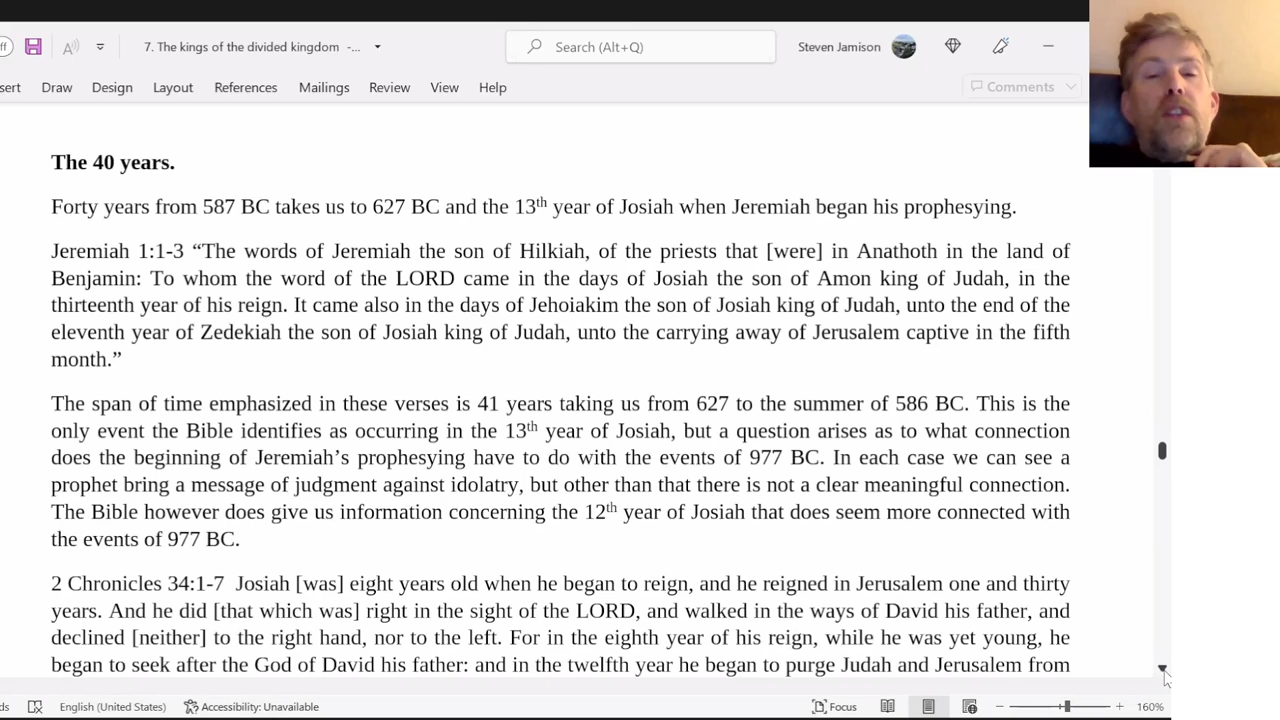 ff 7. The kings of the divided kingdom -... Search (Alt+Q) Steven Jamison
sert Draw Design Layout References Mailings Review View Help Comments
The 40 years.
Forty years from 587 BC takes us to 627 BC and the 13th year of Josiah when Jeremiah began his prophesying.
Jeremiah 1:1-3 “The words of Jeremiah the son of Hilkiah, of the priests that [were] in Anathoth in the land of
Benjamin: To whom the word of the LORD came in the days of Josiah the son of Amon king of Judah, in the
thirteenth year of his reign. It came also in the days of Jehoiakim the son of Josiah king of Judah, unto the end of the
eleventh year of Zedekiah the son of Josiah king of Judah, unto the carrying away of Jerusalem captive in the fifth
month.”
The span of time emphasized in these verses is 41 years taking us from 627 to the summer of 586 BC. This is the
only event the Bible identifies as occurring in the 13th year of Josiah, but a question arises as to what connection
does the beginning of Jeremiah’s prophesying have to do with the events of 977 BC. In each case we can see a
prophet bring a message of judgment against idolatry, but other than that there is not a clear meaningful connection.
The Bible however does give us information concerning the 12th year of Josiah that does seem more connected with
the events of 977 BC.
2 Chronicles 34:1-7 Josiah [was] eight years old when he began to reign, and he reigned in Jerusalem one and thirty
years. And he did [that which was] right in the sight of the LORD, and walked in the ways of David his father, and
declined [neither] to the right hand, nor to the left. For in the eighth year of his reign, while he was yet young, he
began to seek after the God of David his father: and in the twelfth year he began to purge Judah and Jerusalem from
ds English (United States) Accessibility: Unavailable Focus 160%